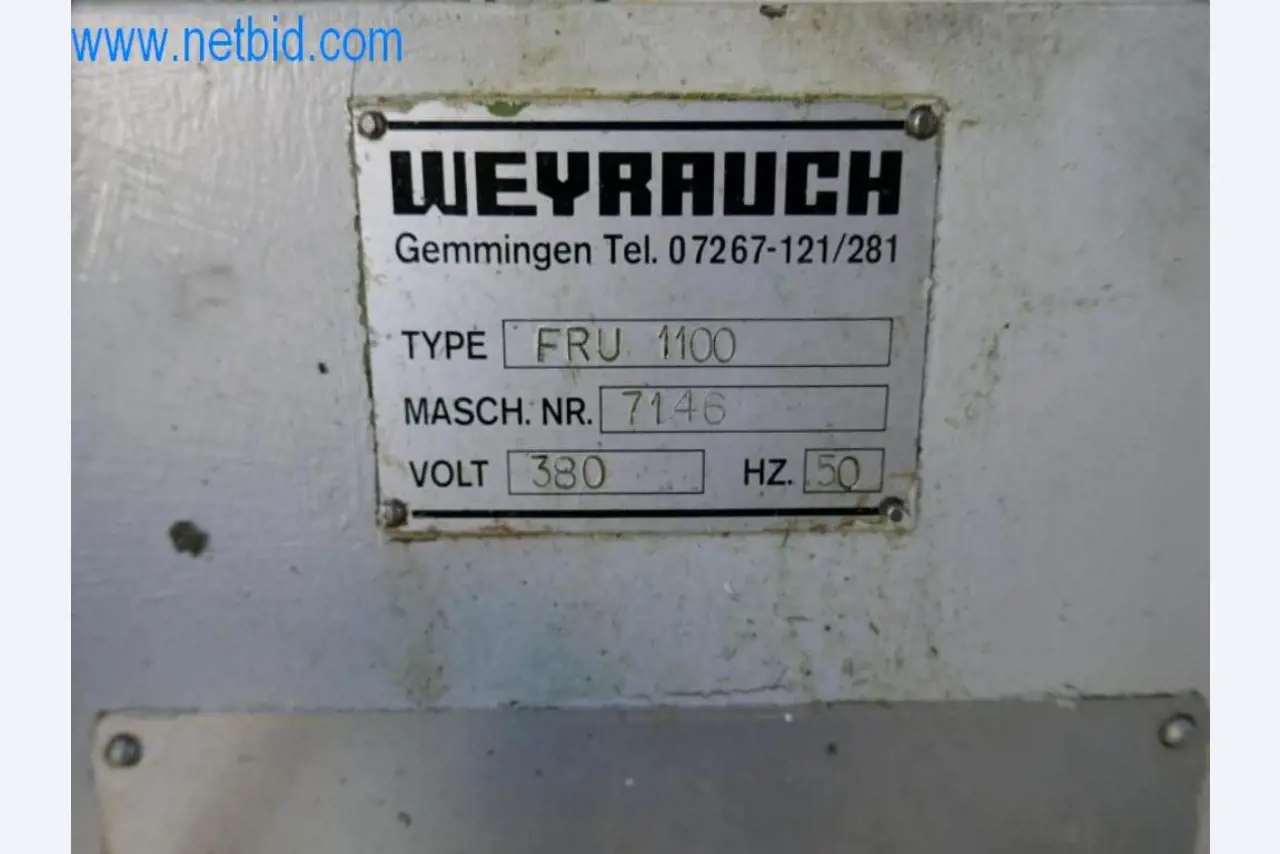 www.netbid.com
WEYRAUCH
Gemmingen Tel. 07267-121/281
TYPE FRU 1100
MASCH. NR. 7146
VOLT 380 HZ. 50